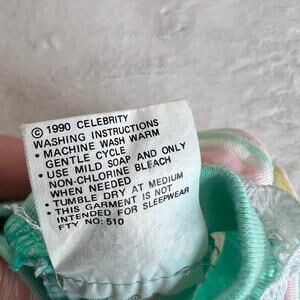 © 1990 CELEBRITY
WASHING INSTRUCTIONS
• MACHINE WASH WARM
GENTLE CYCLE
• USE MILD SOAP AND ONLY
NON-CHLORINE BLEACH
WHEN NEEDED
• TUMBLE DRY AT MEDIUM
• THIS GARMENT IS NOT
INTENDED FOR SLEEPWEAR
FTY NO: 510